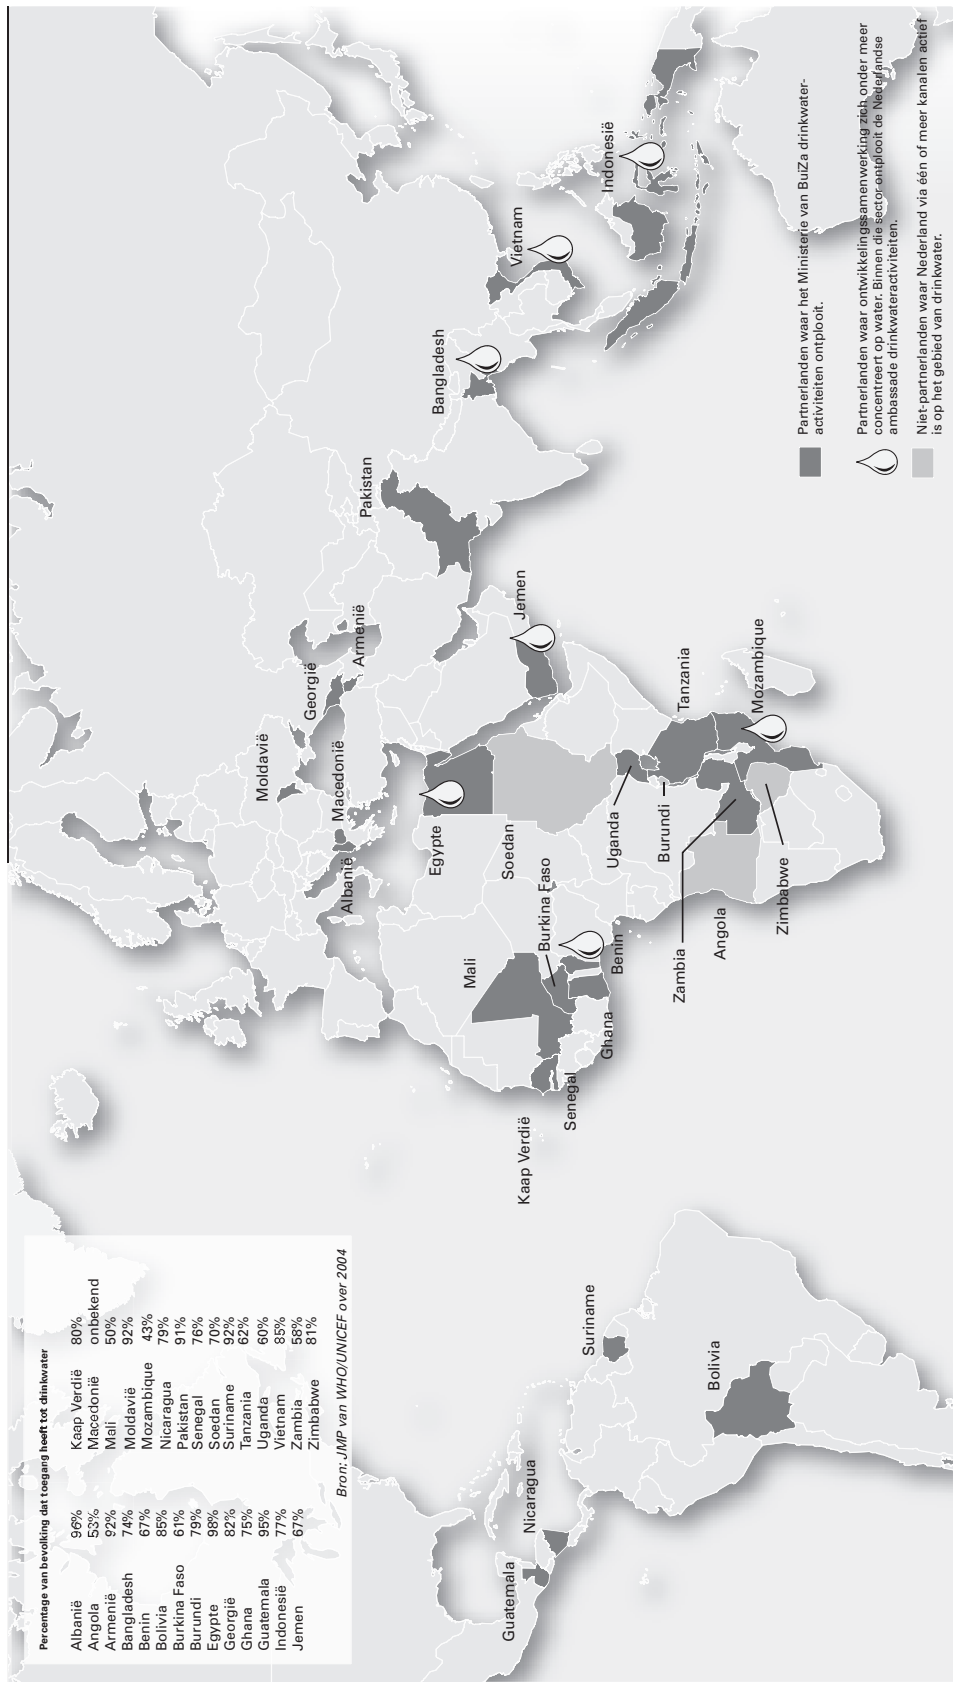 Percentage van bevolking dat toegang heeft tot drinkwater
Albanië 96% Kaap Verdië 80%
Angola 53% Macedonië onbekend
Armenië 92% Mali 50%
Bangladesh 74% Moldavië 92%
Benin 67% Mozambique 43%
Bolivia 85% Nicaragua 79%
Burkina Faso 61% Pakistan 91%
Burundi 79% Senegal 76%
Egypte 98% Soedan 70%
Georgië 82% Suriname 92%
Ghana 75% Tanzania 62%
Guatemala 95% Uganda 60%
Indonesië 77% Vietnam 85%
Jemen 67% Zambia 58%
Zimbabwe 81%
Bron: JMP van WHO/UNICEF over 2004
Guatemala
Nicaragua
Suriname
Bolivia
Kaap Verdië
Senegal
Ghana
Mali
Burkina Faso
Benin
Zambia
Angola
Zimbabwe
Albanië
Macedonië
Moldavië
Egypte
Soedan
Uganda
Burundi
Georgië
Armenië
Tanzania
Mozambique
Jemen
Pakistan
Bangladesh
Vietnam
Indonesië
Partnerlanden waar het Ministerie van BuiZa drinkwater-
activiteiten ontplooit.
Partnerlanden waar ontwikkelingssamenwerking zich onder meer
concentreert op water. Binnen die sector ontplooit de Nederlandse
ambassade drinkwateractiviteiten.
Niet-partnerlanden waar Nederland via één of meer kanalen actief
is op het gebied van drinkwater.